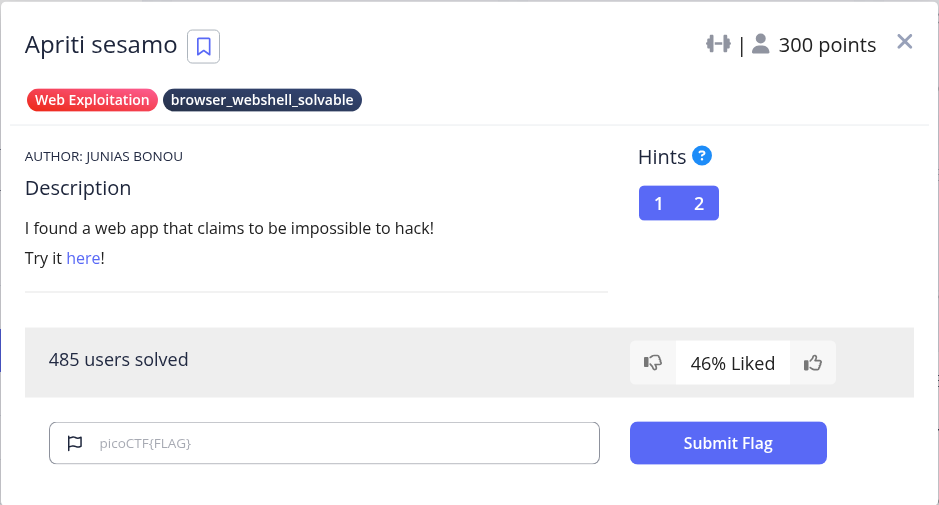 Apriti sesamo
| 300 points
Web Exploitation browser_webshell_solvable
AUTHOR: JUNIAS BONOU
Hints ?
Description
1 2
I found a web app that claims to be impossible to hack!
Try it here!
485 users solved
46% Liked
picoCTF{FLAG}
Submit Flag